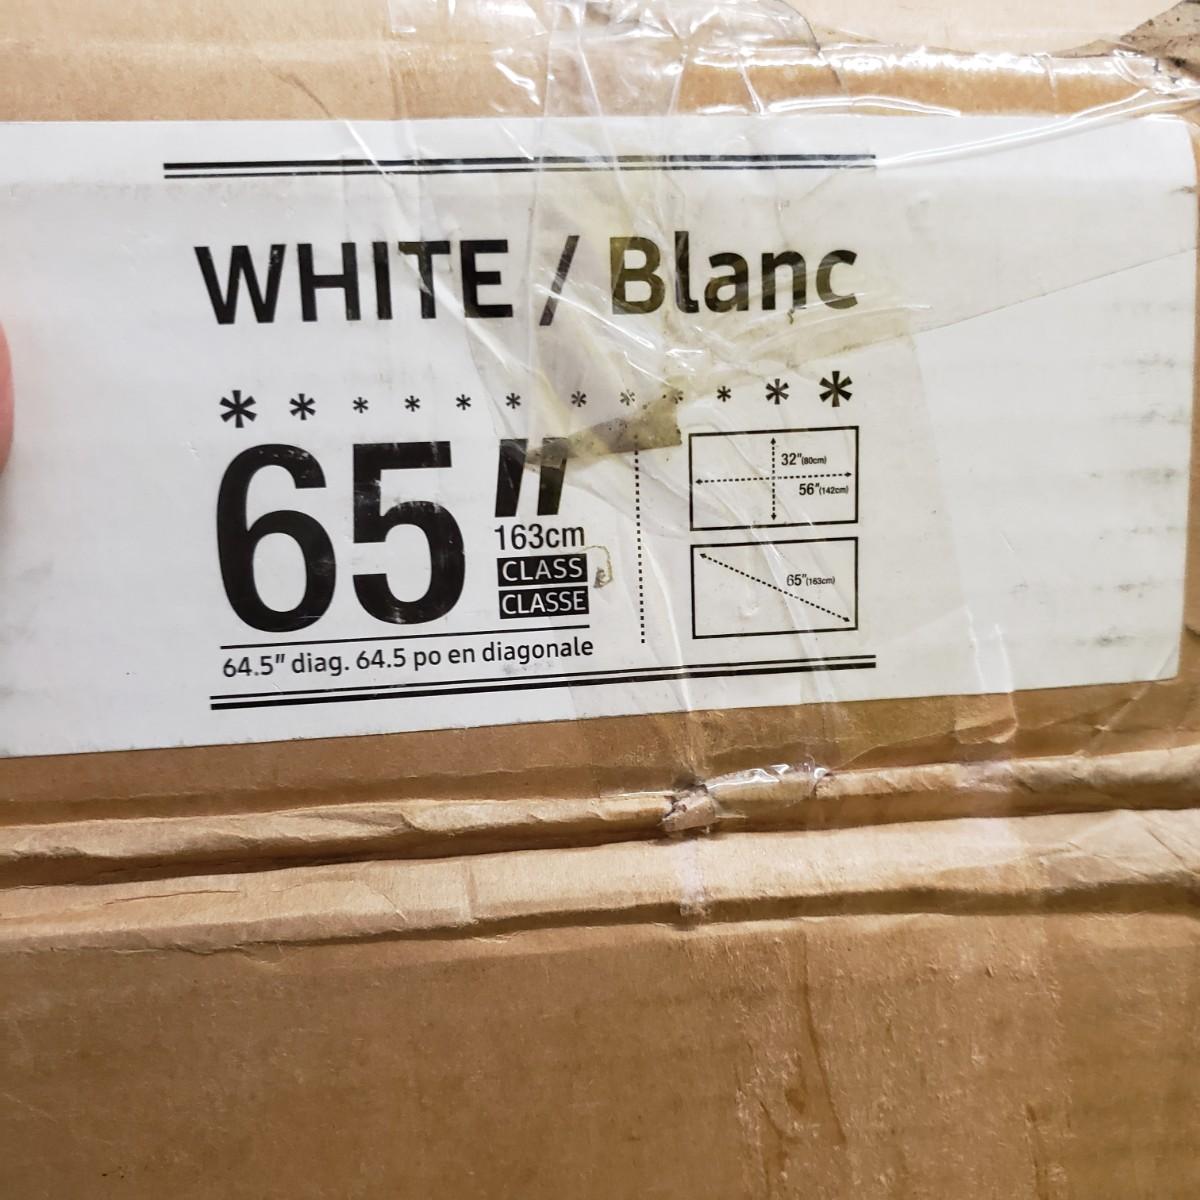 WHITE / Blanc
* * * * * * * * * * * *
65"
163cm
CLASS
CLASSE
64.5" diag. 64.5 po en diagonale
32"(80cm)
56"(142cm)
65"(163cm)